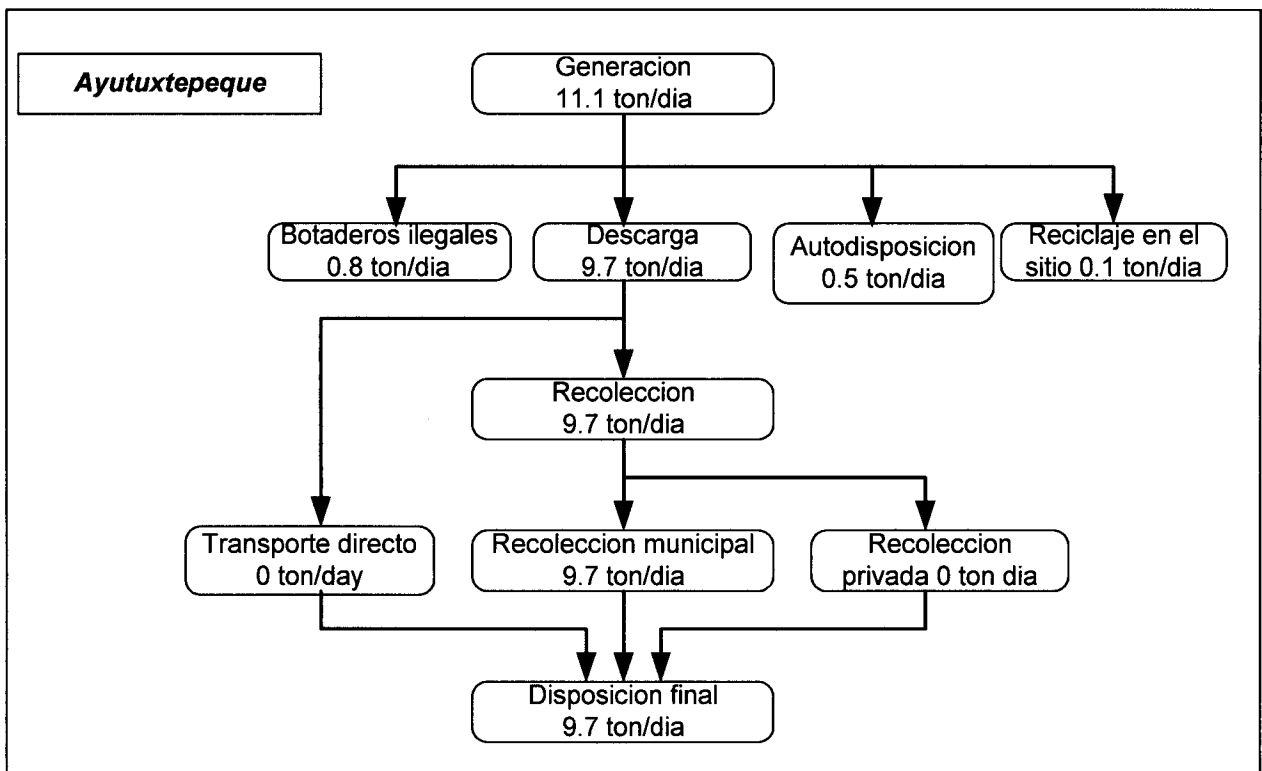 Ayutuxtepeque
Generacion
11.1 ton/dia
Botaderos ilegales
0.8 ton/dia
Descarga
9.7 ton/dia
Autodisposicion
0.5 ton/dia
Reciclaje en el
sitio 0.1 ton/dia
Recoleccion
9.7 ton/dia
Transporte directo
0 ton/day
Recoleccion municipal
9.7 ton/dia
Recoleccion
privada 0 ton dia
Disposicion final
9.7 ton/dia